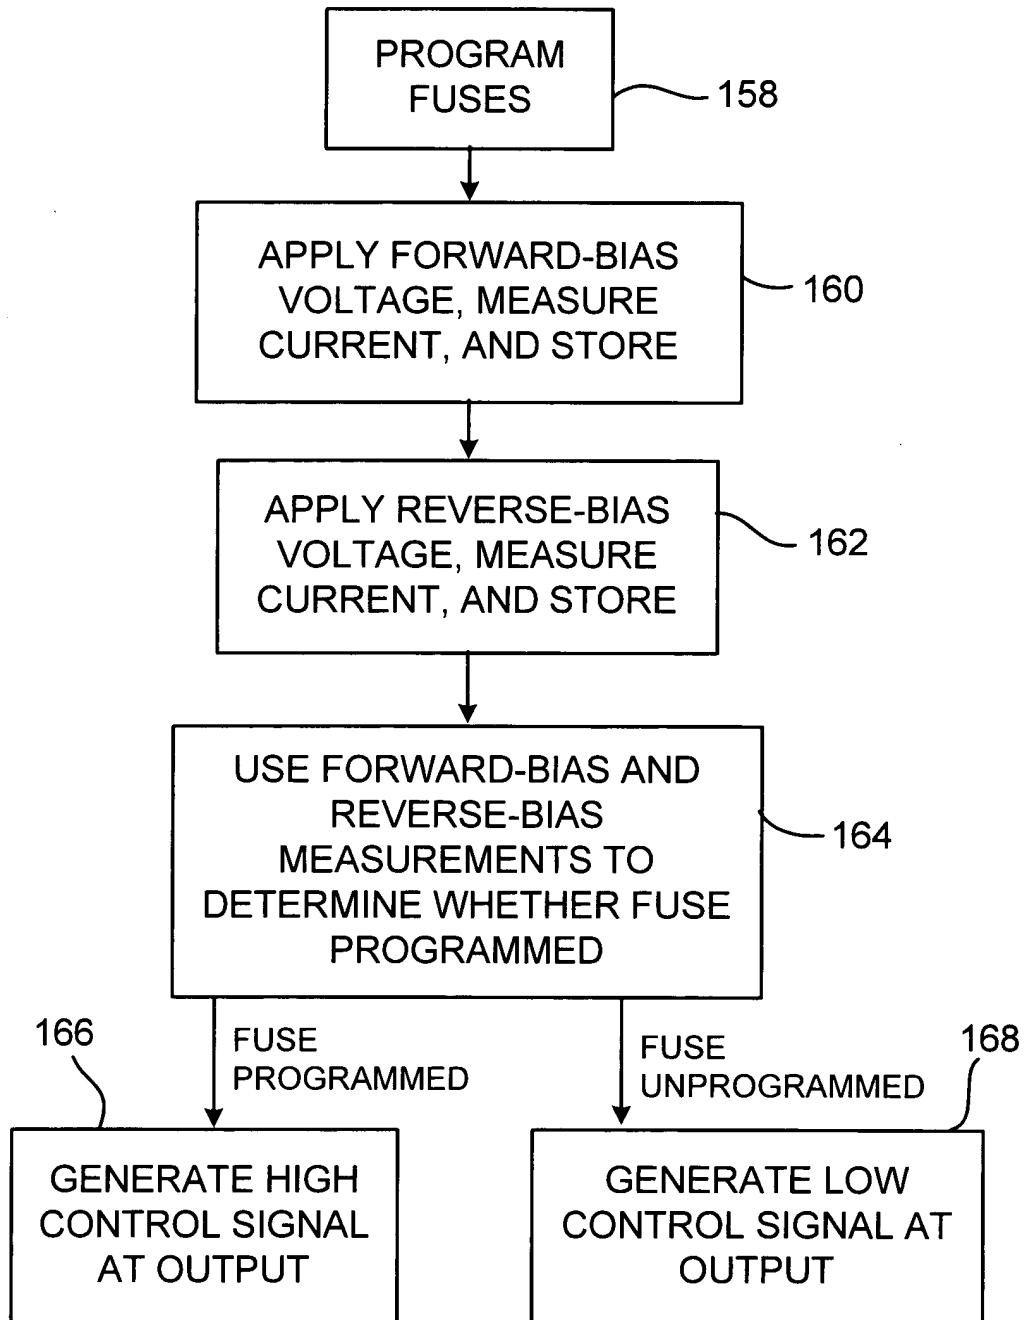 PROGRAM
FUSES
158
APPLY FORWARD-BIAS
VOLTAGE, MEASURE
CURRENT, AND STORE
160
APPLY REVERSE-BIAS
VOLTAGE, MEASURE
CURRENT, AND STORE
162
USE FORWARD-BIAS AND
REVERSE-BIAS
MEASUREMENTS TO
DETERMINE WHETHER FUSE
PROGRAMMED
164
166
FUSE
PROGRAMMED
FUSE
UNPROGRAMMED
168
GENERATE HIGH
CONTROL SIGNAL
AT OUTPUT
GENERATE LOW
CONTROL SIGNAL AT
OUTPUT